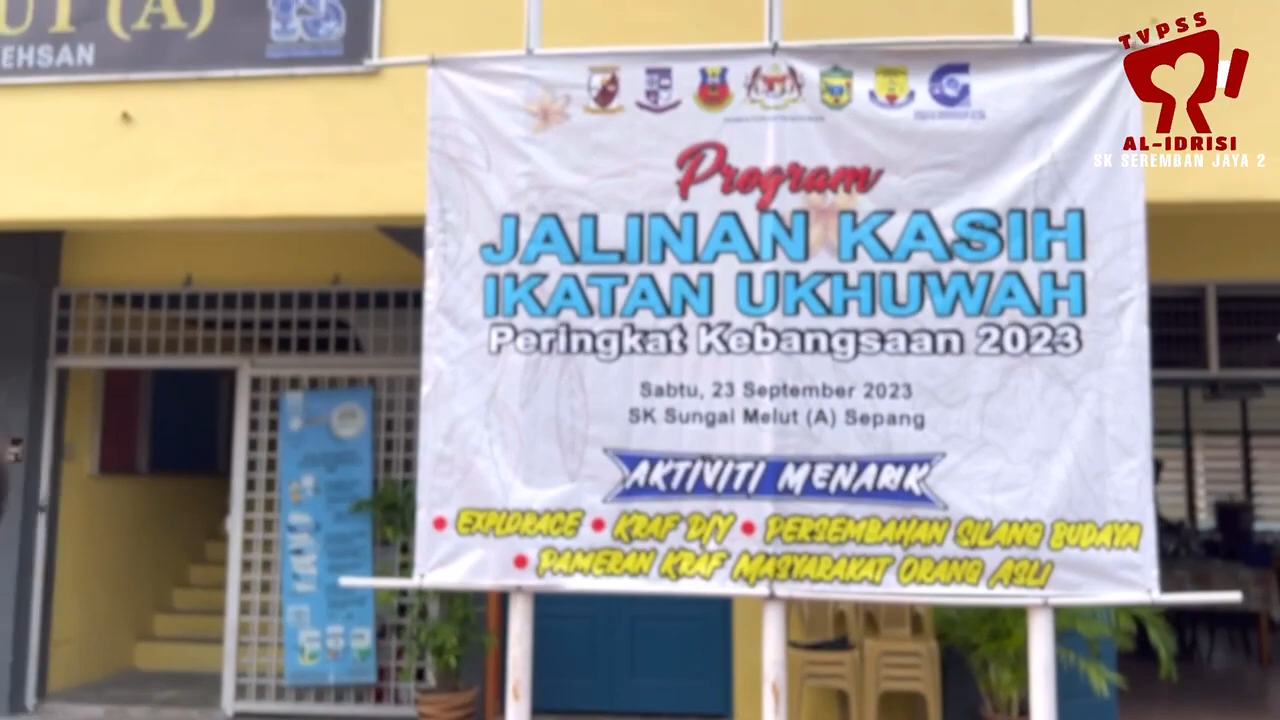 UT (A)
EHSAN
TVPSS
AL-IDRISI
SK SEREMBAN JAYA 2
Program
JALINAN KASIH
IKATAN UKHUWAH
Peringkat Kebangsaan 2023
Sabtu, 23 September 2023
SK Sungai Melut (A) Sepang
AKTIVITI MENARIK
• EXPLORACE • KRAF DIY • PERSEMBAHAN SILANG BUDAYA
• PAMERAN KRAF MASYARAKAT ORANG ASLI